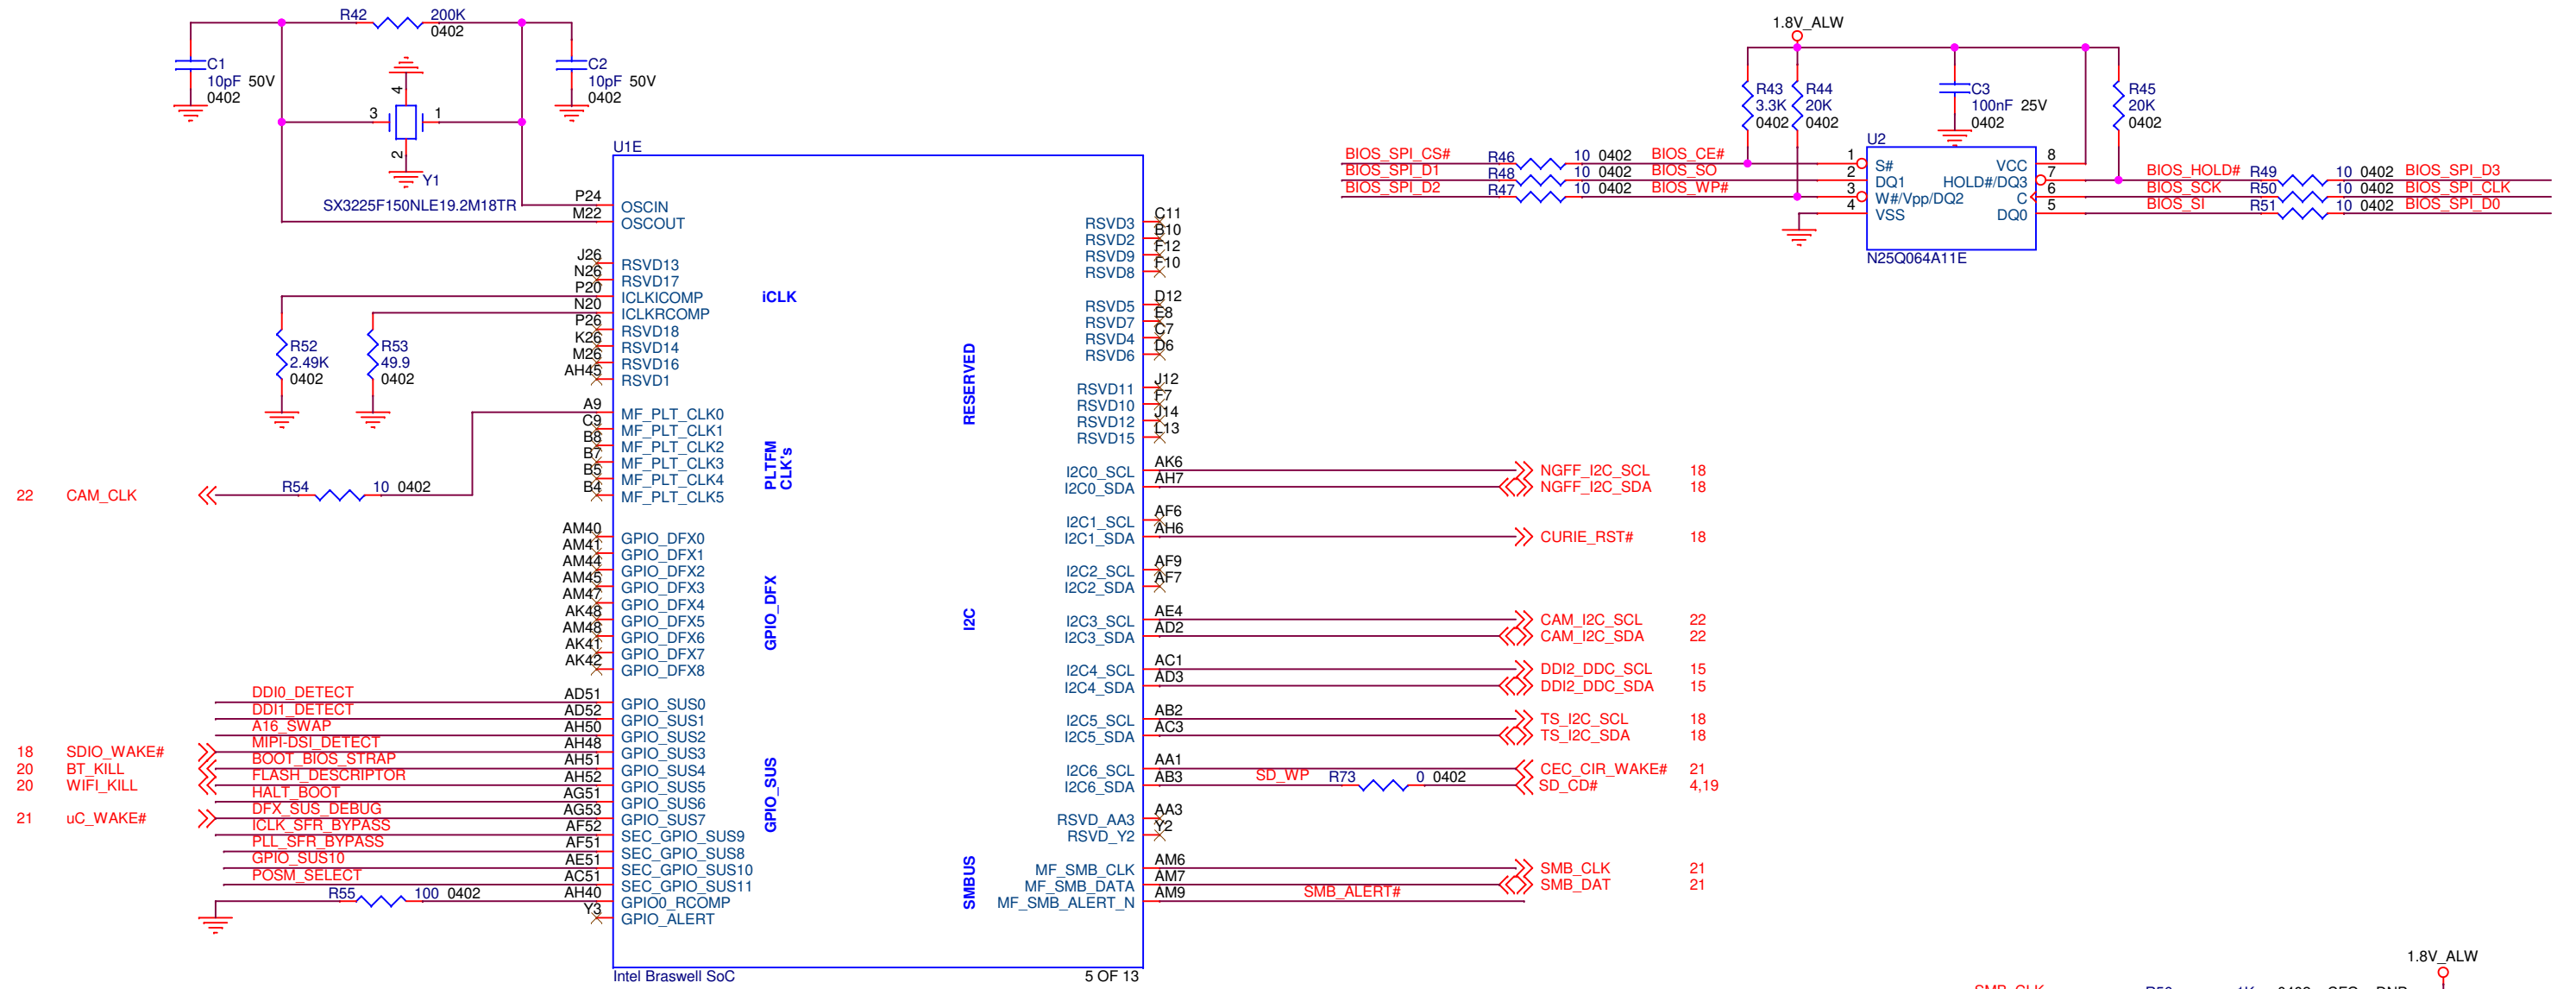 R42 200K
0402
C1
10pF 50V
0402
C2
10pF 50V
0402
4
3 1
2
Y1
SX3225F150NLE19.2M18TR
1.8V_ALW
R43
3.3K
0402
R44
20K
0402
C3
100nF 25V
0402
R45
20K
0402
BIOS_SPI_CS# R46 10 0402 BIOS_CE# 1
BIOS_SPI_D1 R48 10 0402 BIOS_SO 2
BIOS_SPI_D2 R47 10 0402 BIOS_WP# 3
4
U2
S# VCC 8
DQ1 HOLD#/DQ3 7 BIOS_HOLD# R49 10 0402 BIOS_SPI_D3
W#/Vpp/DQ2 C 6 BIOS_SCK R50 10 0402 BIOS_SPI_CLK
VSS DQ0 5 BIOS_SI R51 10 0402 BIOS_SPI_D0
N25Q064A11E
U1E
P24 OSCIN
M22 OSCOUT
J26 RSVD13
N26 RSVD17
P20 ICLKICOMP
N20 ICLKRCOMP
P26 RSVD18
K26 RSVD14
M26 RSVD16
AH45 RSVD1
iCLK
R52
2.49K
0402
R53
49.9
0402
A9 MF_PLT_CLK0
C9 MF_PLT_CLK1
B8 MF_PLT_CLK2
B7 MF_PLT_CLK3
B5 MF_PLT_CLK4
B4 MF_PLT_CLK5
PLTFM
CLK's
22 CAM_CLK R54 10 0402
AM40 GPIO_DFX0
AM41 GPIO_DFX1
AM44 GPIO_DFX2
AM45 GPIO_DFX3
AM47 GPIO_DFX4
AK48 GPIO_DFX5
AM48 GPIO_DFX6
AK41 GPIO_DFX7
AK42 GPIO_DFX8
GPIO_DFX
DDI0_DETECT AD51 GPIO_SUS0
DDI1_DETECT AD52 GPIO_SUS1
A16_SWAP AH50 GPIO_SUS2
18 SDIO_WAKE# MIPI-DSI_DETECT AH48 GPIO_SUS3
20 BT_KILL BOOT_BIOS_STRAP AH51 GPIO_SUS4
20 WIFI_KILL FLASH_DESCRIPTOR AH52 GPIO_SUS5
HALT_BOOT AG51 GPIO_SUS6
21 uC_WAKE# DFX_SUS_DEBUG AG53 GPIO_SUS7
ICLK_SFR_BYPASS AF52 SEC_GPIO_SUS9
PLL_SFR_BYPASS AF51 SEC_GPIO_SUS8
GPIO_SUS10 AE51 SEC_GPIO_SUS10
POSM_SELECT AC51 SEC_GPIO_SUS11
R55 100 0402 AH40 GPIO0_RCOMP
Y3 GPIO_ALERT
GPIO_SUS
RSVD3 C11
RSVD2 B10
RSVD9 F12
RSVD8 F10
RSVD5 D12
RSVD7 E8
RSVD4 C7
RSVD6 D6
RSVD11 J12
RSVD10 F7
RSVD12 J14
RSVD15 L13
RESERVED
I2C0_SCL AK6 NGFF_I2C_SCL 18
I2C0_SDA AH7 NGFF_I2C_SDA 18
I2C1_SCL AF6
I2C1_SDA AH6 CURIE_RST# 18
I2C2_SCL AF9
I2C2_SDA AF7
I2C3_SCL AE4 CAM_I2C_SCL 22
I2C3_SDA AD2 CAM_I2C_SDA 22
I2C4_SCL AC1 DDI2_DDC_SCL 15
I2C4_SDA AD3 DDI2_DDC_SDA 15
I2C5_SCL AB2 TS_I2C_SCL 18
I2C5_SDA AC3 TS_I2C_SDA 18
I2C6_SCL AA1 CEC_CIR_WAKE# 21
I2C6_SDA AB3 SD_WP R73 0 0402 SD_CD# 4,19
I2C
RSVD_AA3 AA3
RSVD_Y2 Y2
MF_SMB_CLK AM6 SMB_CLK 21
MF_SMB_DATA AM7 SMB_DAT 21
MF_SMB_ALERT_N AM9 SMB_ALERT#
SMBUS
Intel Braswell SoC 5 OF 13
1.8V_ALW